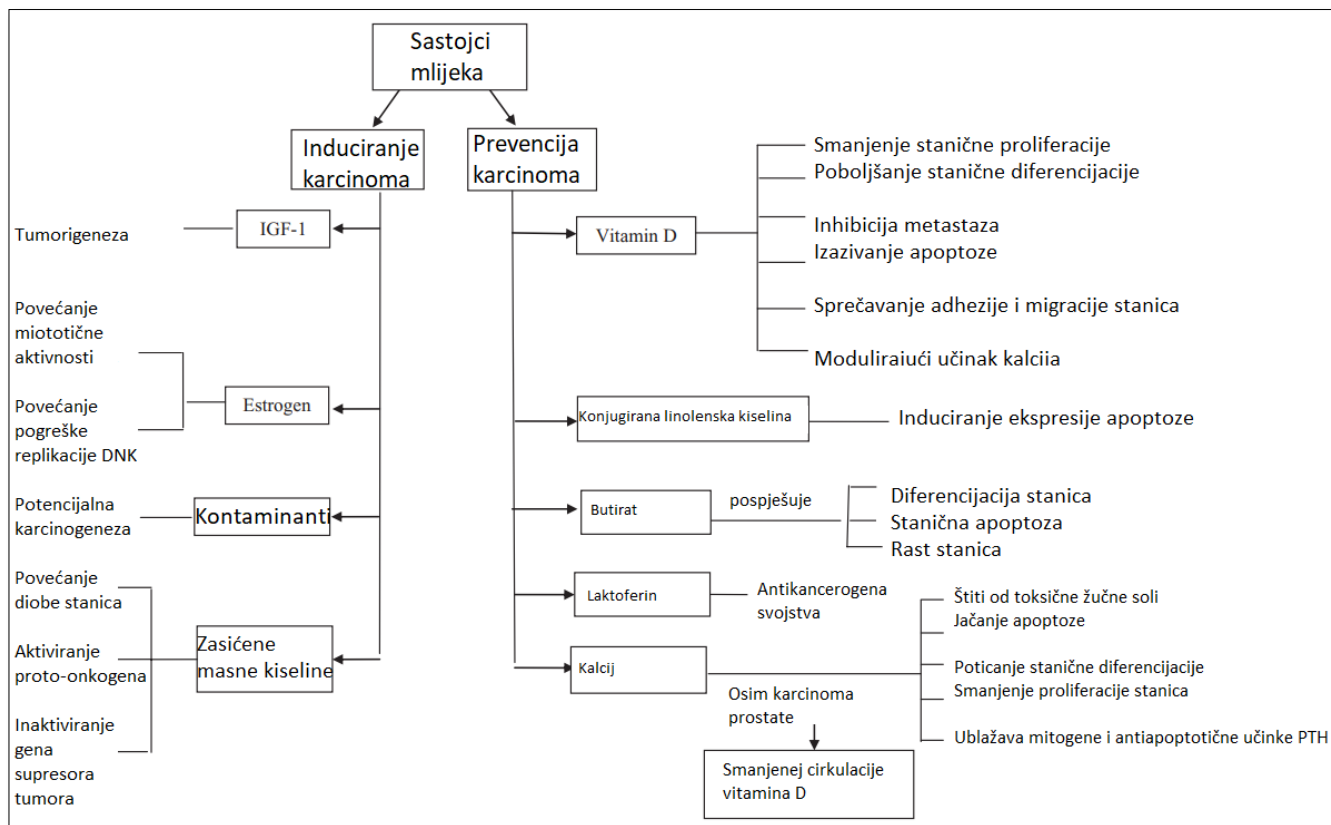 Sastojci
mlijeka
Induciranje
karcinoma
Prevencija
karcinoma
IGF-1
Tumorigeneza
Estrogen
Povećanje
miototične
aktivnosti
Povećanje
pogreške
replikacije DNK
Kontaminanti
Potencijalna
karcinogeneza
Zasićene
masne kiseline
Povećanje
diobe stanica
Aktiviranje
proto-onkogena
Inaktiviranje
gena
supresora
tumora
Vitamin D
Smanjenje stanične proliferacije
Poboljšanje stanične diferencijacije
Inhibicija metastaza
Izazivanje apoptoze
Sprečavanje adhezije i migracije stanica
Moduliraiući učinak kalciia
Konjugirana linolenska kiselina
Induciranje ekspresije apoptoze
Butirat
pospješuje
Diferencijacija stanica
Stanična apoptoza
Rast stanica
Laktoferin
Antikancerogena
svojstva
Kalcij
Štiti od toksične žučne soli
Jačanje apoptoze
Poticanje stanične diferencijacije
Smanjenje proliferacije stanica
Ublažava mitogene i antiapoptotične učinke PTH
Osim karcinoma
prostate
Smanjenej cirkulacije
vitamina D